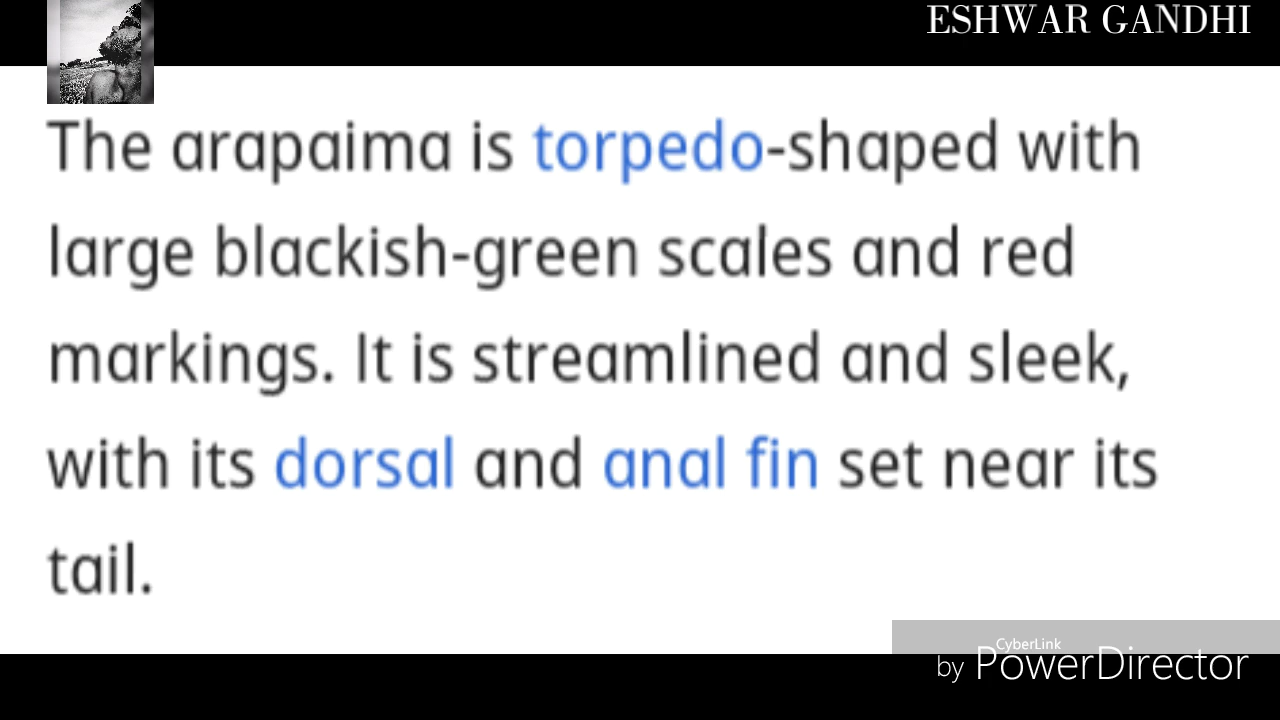 ESHWAR GANDHI
The arapaima is torpedo-shaped with
large blackish-green scales and red
markings. It is streamlined and sleek,
with its dorsal and anal fin set near its
tail.
CyberLink
by PowerDirector